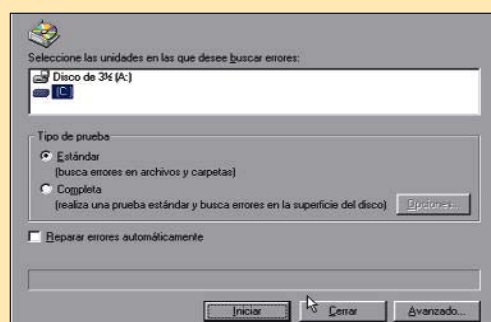 Seleccione las unidades en las que desee buscar errores:
Disco de 3½ (A:)
(C:)
Tipo de prueba
Estándar
(busca errores en archivos y carpetas)
Completa
(realiza una prueba estándar y busca errores en la superficie del disco)
Opciones...
Reparar errores automáticamente
Iniciar
Cerrar
Avanzado...